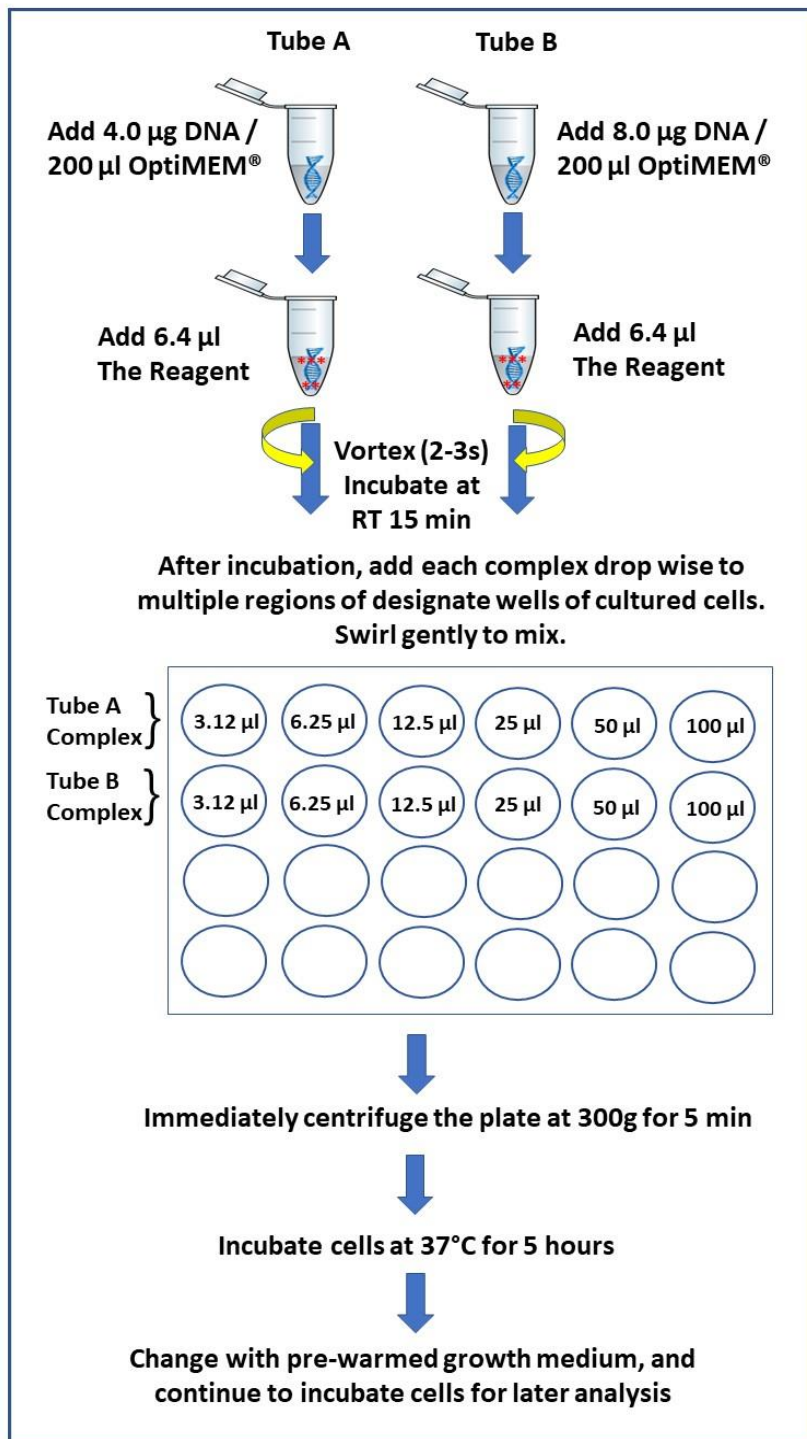 Tube A
Tube B
Add 4.0 µg DNA /
200 µl OptiMEM®
Add 8.0 µg DNA /
200 µl OptiMEM®
Add 6.4 µl
The Reagent
Add 6.4 µl
The Reagent
Vortex (2-3s)
Incubate at
RT 15 min
After incubation, add each complex drop wise to
multiple regions of designate wells of cultured cells.
Swirl gently to mix.
Tube A
Complex
3.12 µl
6.25 µl
12.5 µl
25 µl
50 µl
100 µl
Tube B
Complex
3.12 µl
6.25 µl
12.5 µl
25 µl
50 µl
100 µl
Immediately centrifuge the plate at 300g for 5 min
Incubate cells at 37°C for 5 hours
Change with pre-warmed growth medium, and
continue to incubate cells for later analysis